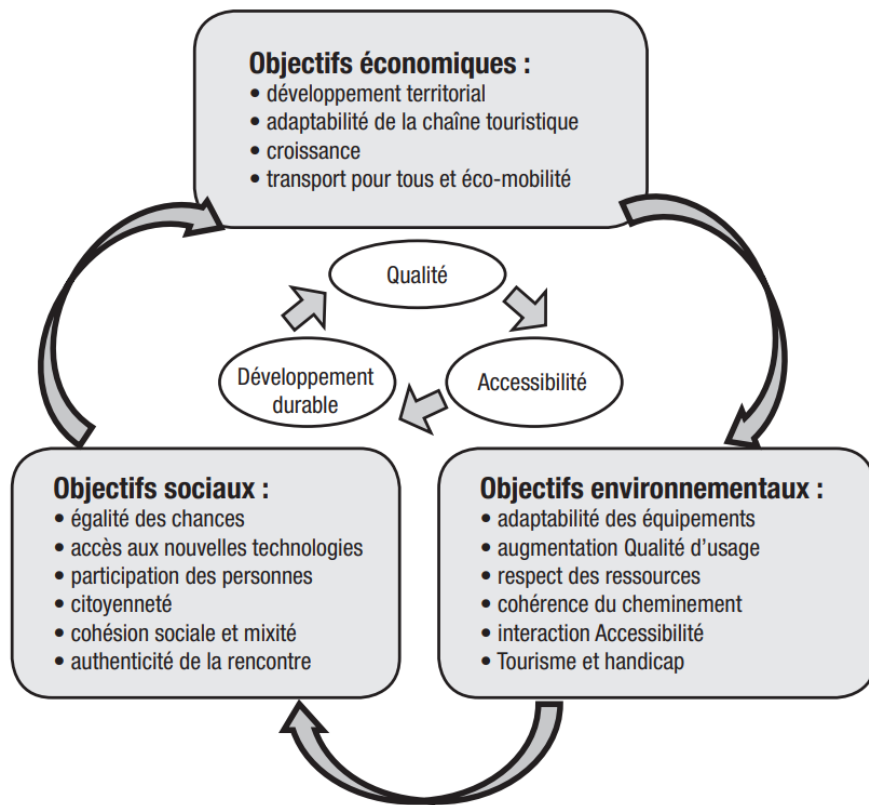 Objectifs économiques :
• développement territorial
• adaptabilité de la chaîne touristique
• croissance
• transport pour tous et éco-mobilité
Qualité
Développement
durable
Accessibilité
Objectifs sociaux :
• égalité des chances
• accès aux nouvelles technologies
• participation des personnes
• citoyenneté
• cohésion sociale et mixité
• authenticité de la rencontre
Objectifs environnementaux :
• adaptabilité des équipements
• augmentation Qualité d’usage
• respect des ressources
• cohérence du cheminement
• interaction Accessibilité
• Tourisme et handicap